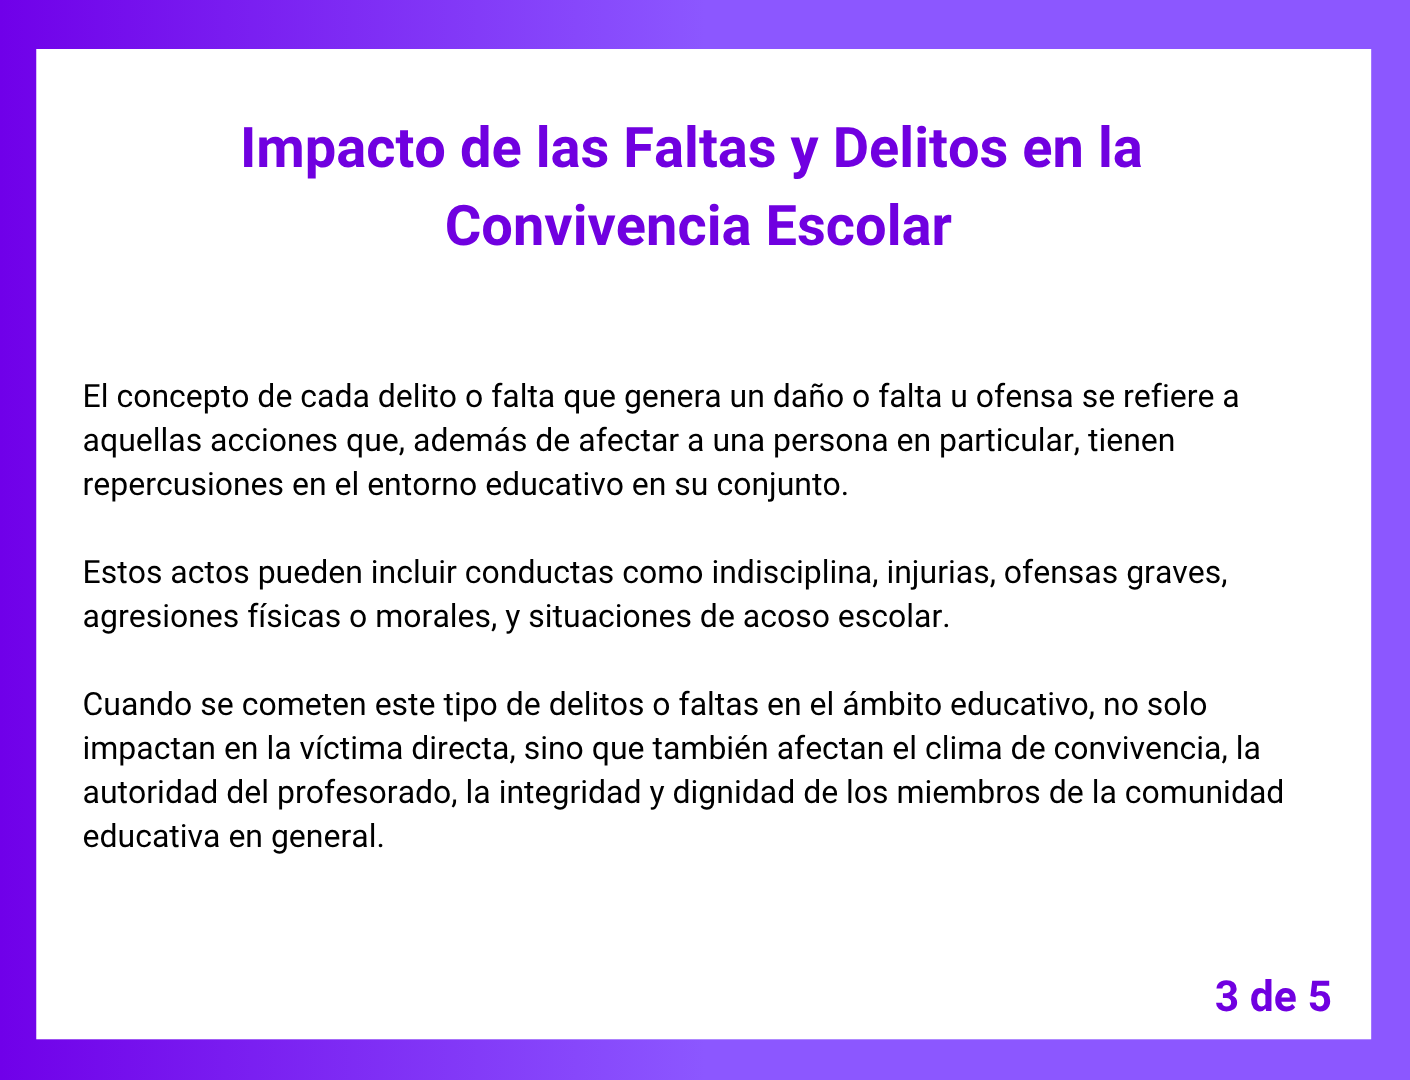 Impacto de las Faltas y Delitos en la
Convivencia Escolar
El concepto de cada delito o falta que genera un daño o falta u ofensa se refiere a
aquellas acciones que, además de afectar a una persona en particular, tienen
repercusiones en el entorno educativo en su conjunto.
Estos actos pueden incluir conductas como indisciplina, injurias, ofensas graves,
agresiones físicas o morales, y situaciones de acoso escolar.
Cuando se cometen este tipo de delitos o faltas en el ámbito educativo, no solo
impactan en la víctima directa, sino que también afectan el clima de convivencia, la
autoridad del profesorado, la integridad y dignidad de los miembros de la comunidad
educativa en general.
3 de 5